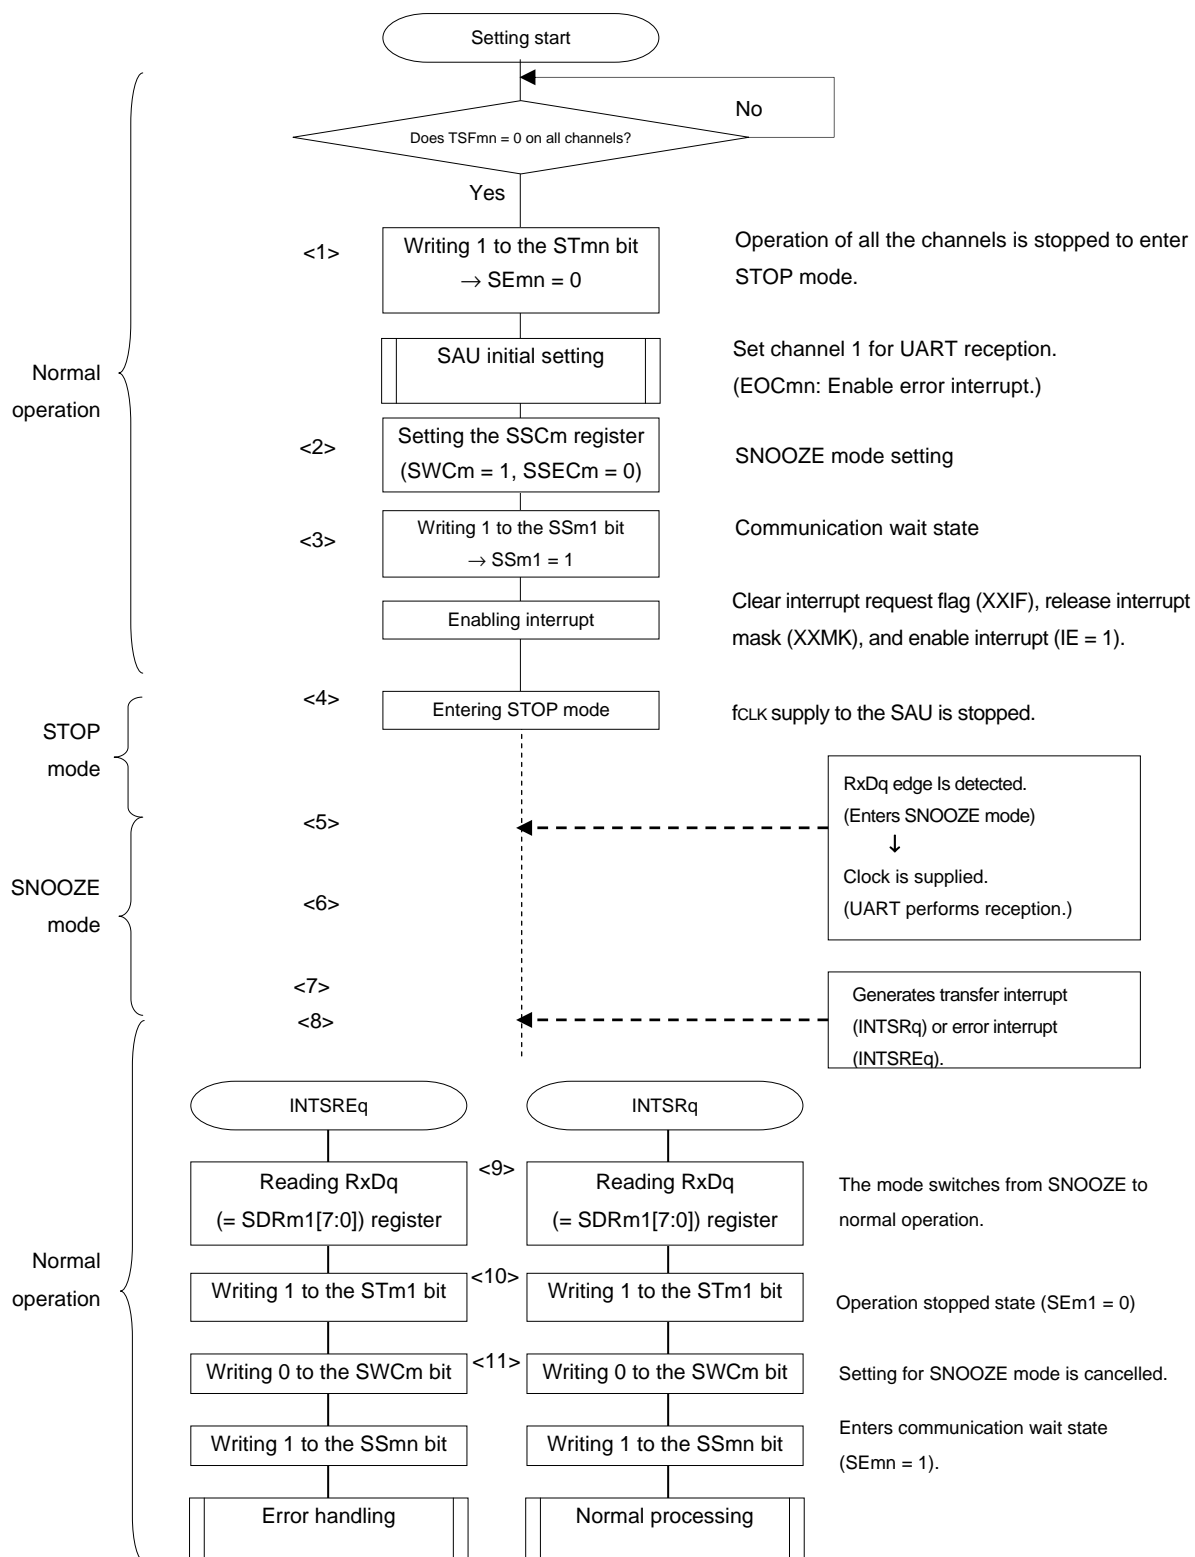 Setting start
No
Does TSFmn = 0 on all channels?
Yes
<1>
Writing 1 to the STmn bit
→ SEmn = 0
Operation of all the channels is stopped to enter
STOP mode.
SAU initial setting
Set channel 1 for UART reception.
(EOCmn: Enable error interrupt.)
Normal
operation
<2>
Setting the SSCm register
(SWCm = 1, SSECm = 0)
SNOOZE mode setting
<3>
Writing 1 to the SSm1 bit
→ SSm1 = 1
Communication wait state
Enabling interrupt
Clear interrupt request flag (XXIF), release interrupt
mask (XXMK), and enable interrupt (IE = 1).
<4>
Entering STOP mode
fCLK supply to the SAU is stopped.
STOP
mode
RxDq edge Is detected.
(Enters SNOOZE mode)
↓
Clock is supplied.
(UART performs reception.)
<5>
SNOOZE
mode
<6>
<7>
<8>
Generates transfer interrupt
(INTSRq) or error interrupt
(INTSREq).
INTSREq
INTSRq
Reading RxDq
(= SDRm1[7:0]) register
<9>
Reading RxDq
(= SDRm1[7:0]) register
The mode switches from SNOOZE to
normal operation.
Normal
operation
Writing 1 to the STm1 bit
<10>
Writing 1 to the STm1 bit
Operation stopped state (SEm1 = 0)
Writing 0 to the SWCm bit
<11>
Writing 0 to the SWCm bit
Setting for SNOOZE mode is cancelled.
Writing 1 to the SSmn bit
Writing 1 to the SSmn bit
Enters communication wait state
(SEmn = 1).
Error handling
Normal processing